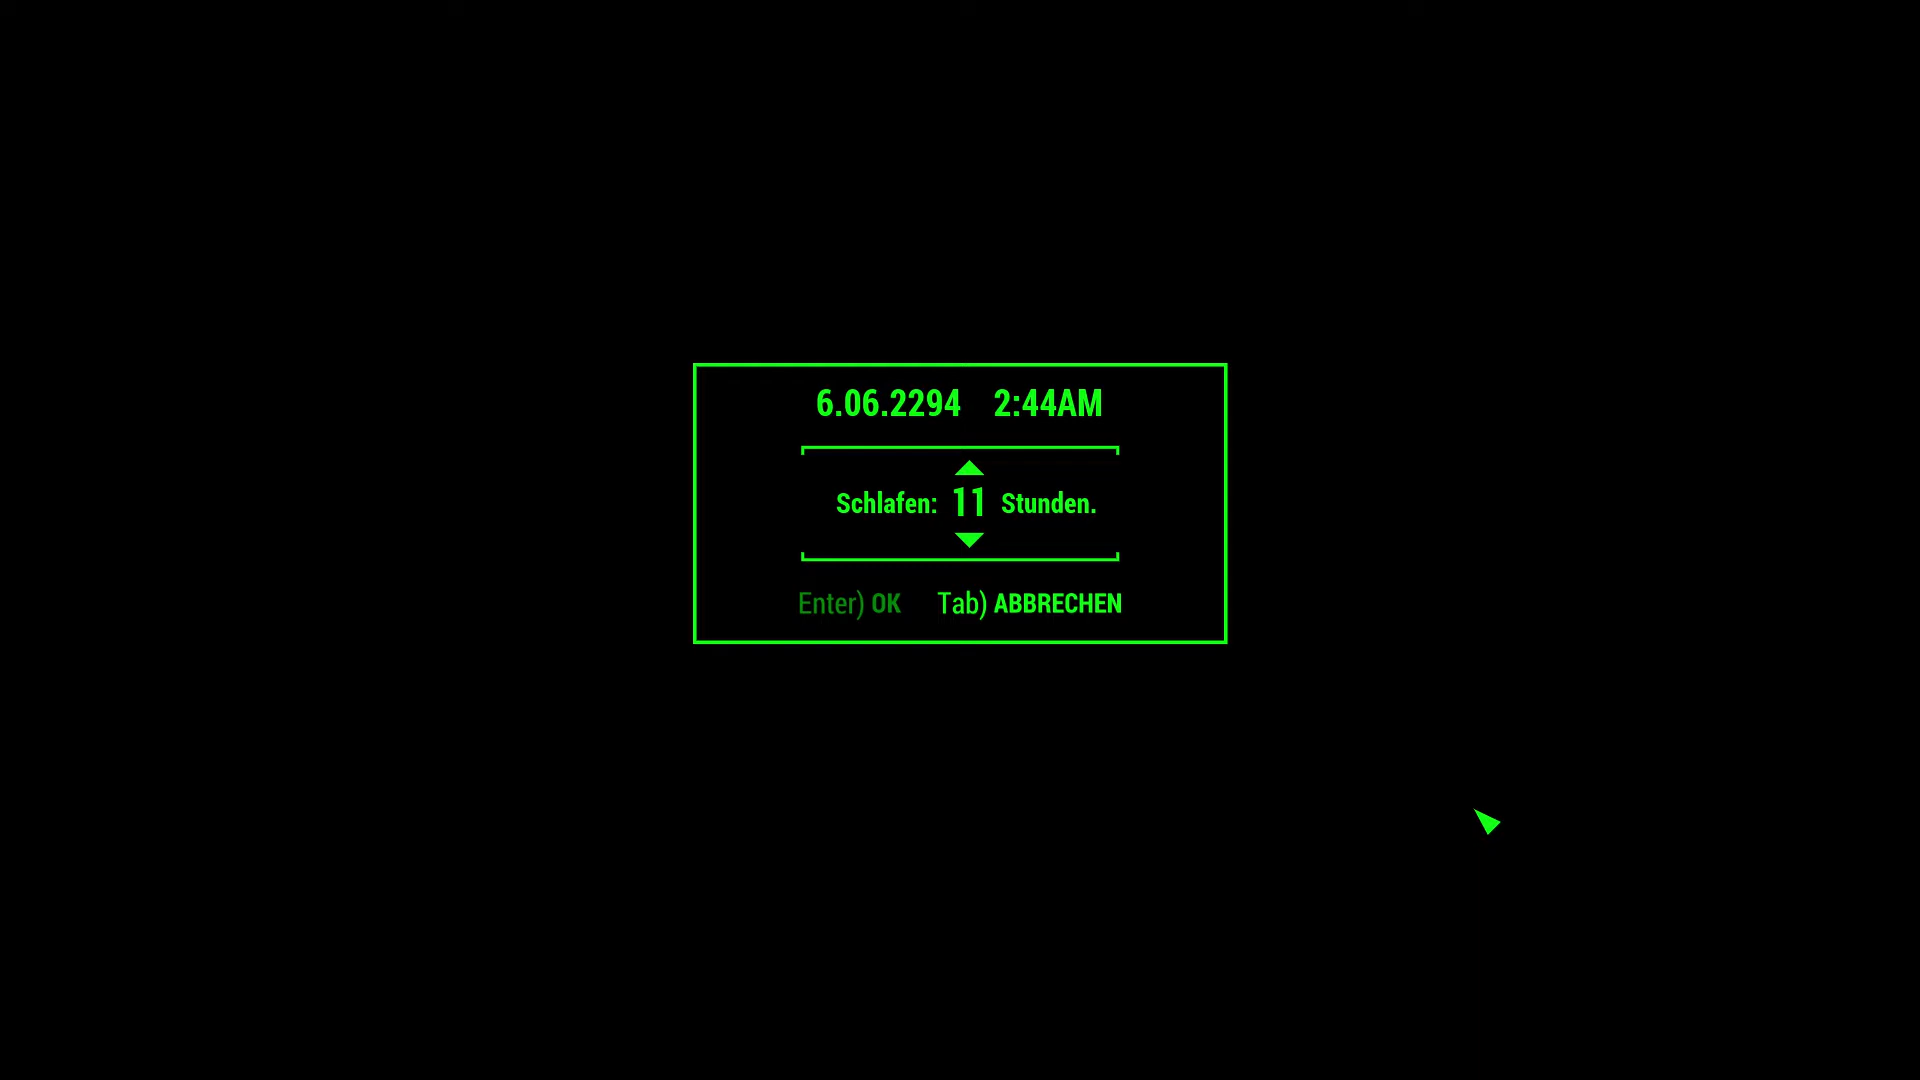 6.06.2294 2:44AM
Schlafen: 11 Stunden.
Enter) OK Tab) ABBRECHEN